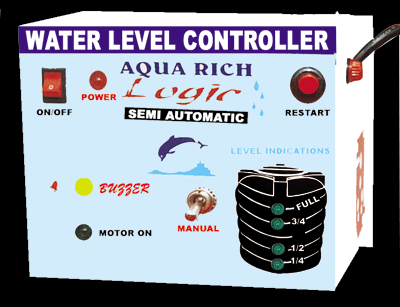 WATER LEVEL CONTROLLER
AQUA RICH
Logic
SEMI AUTOMATIC
ON/OFF
POWER
RESTART
LEVEL INDICATIONS
BUZZER
MANUAL
MOTOR ON
FULL
3/4
1/2
1/4